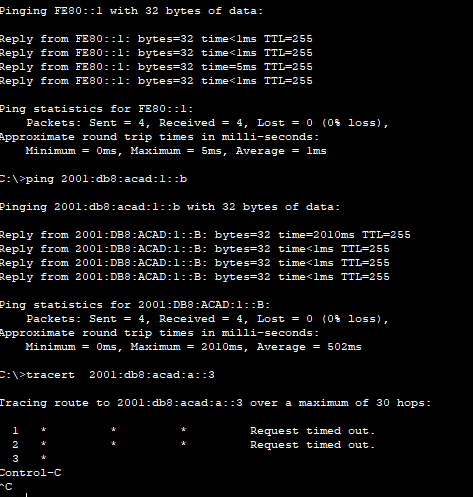 Pinging FE80::1 with 32 bytes of data:
Reply from FE80::1: bytes=32 time<1ms TTL=255
Reply from FE80::1: bytes=32 time<1ms TTL=255
Reply from FE80::1: bytes=32 time=5ms TTL=255
Reply from FE80::1: bytes=32 time<1ms TTL=255
Ping statistics for FE80::1:
Packets: Sent = 4, Received = 4, Lost = 0 (0% loss),
Approximate round trip times in milli-seconds:
Minimum = 0ms, Maximum = 5ms, Average = 1ms
C:\>ping 2001:db8:acad:1::b
Pinging 2001:db8:acad:1::b with 32 bytes of data:
Reply from 2001:DB8:ACAD:1::B: bytes=32 time=2010ms TTL=255
Reply from 2001:DB8:ACAD:1::B: bytes=32 time<1ms TTL=255
Reply from 2001:DB8:ACAD:1::B: bytes=32 time<1ms TTL=255
Reply from 2001:DB8:ACAD:1::B: bytes=32 time<1ms TTL=255
Ping statistics for 2001:DB8:ACAD:1::B:
Packets: Sent = 4, Received = 4, Lost = 0 (0% loss),
Approximate round trip times in milli-seconds:
Minimum = 0ms, Maximum = 2010ms, Average = 502ms
C:\>tracert  2001:db8:acad:a::3
Tracing route to 2001:db8:acad:a::3 over a maximum of 30 hops:
1 * * * Request timed out.
2 * * * Request timed out.
3 *
Control-C
^C